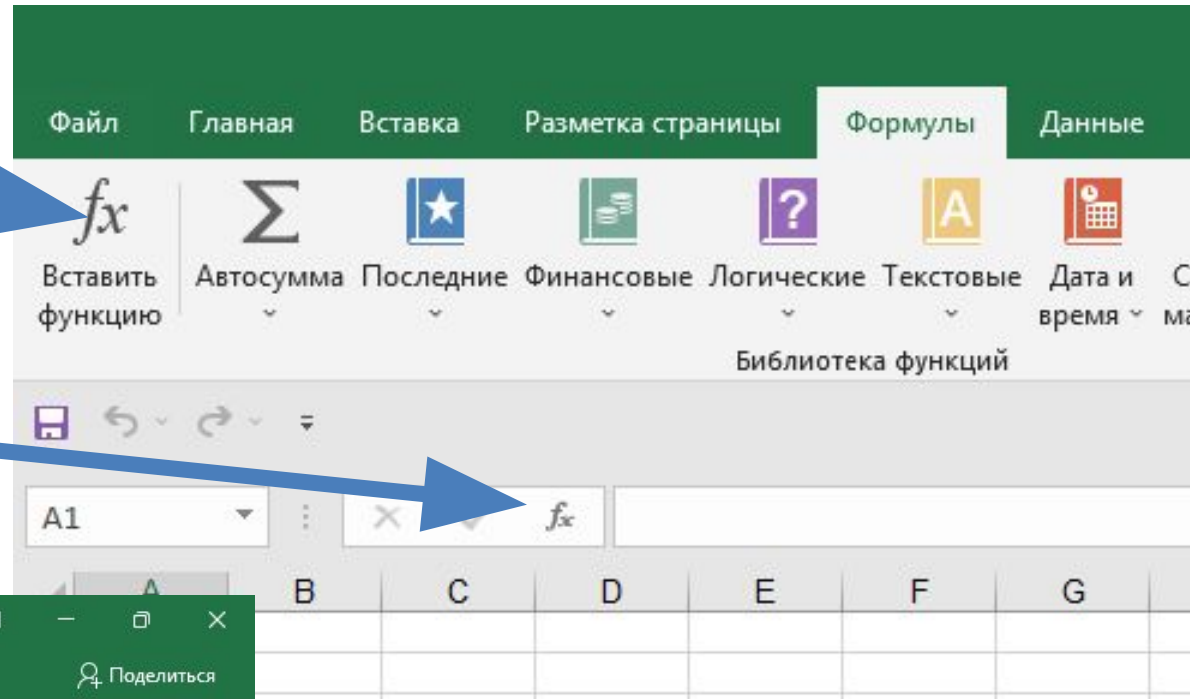 Файл Главная Вставка Разметка страницы Формулы Данные
fx
Вставить функцию
Автосумма Последние Финансовые Логические Текстовые Дата и время
Библиотека функций
A1 fx
A B C D E F G
Поделиться